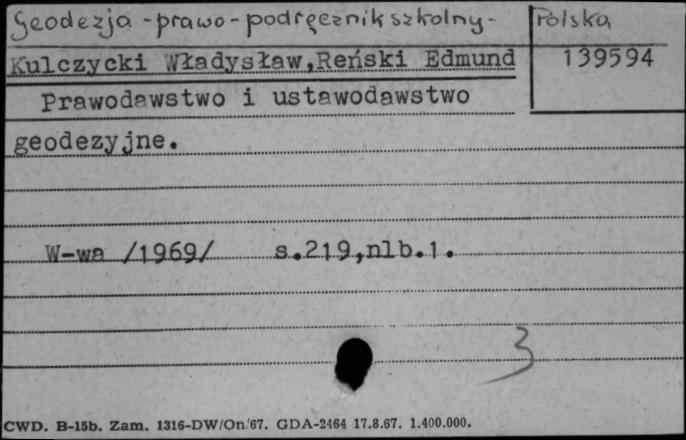 Geodezja - prawo - podręcznik szkolny - Polska
Kulczycki Władysław,Reński Edmund 139594
Prawodawstwo i ustawodawstwo
geodezyjne.
W-wa /1969/ s.219,nlb.1.
3
CWD. B-15b. Zam. 1316-DW/On/67. GDA-2464 17.8.67. 1.400.000.